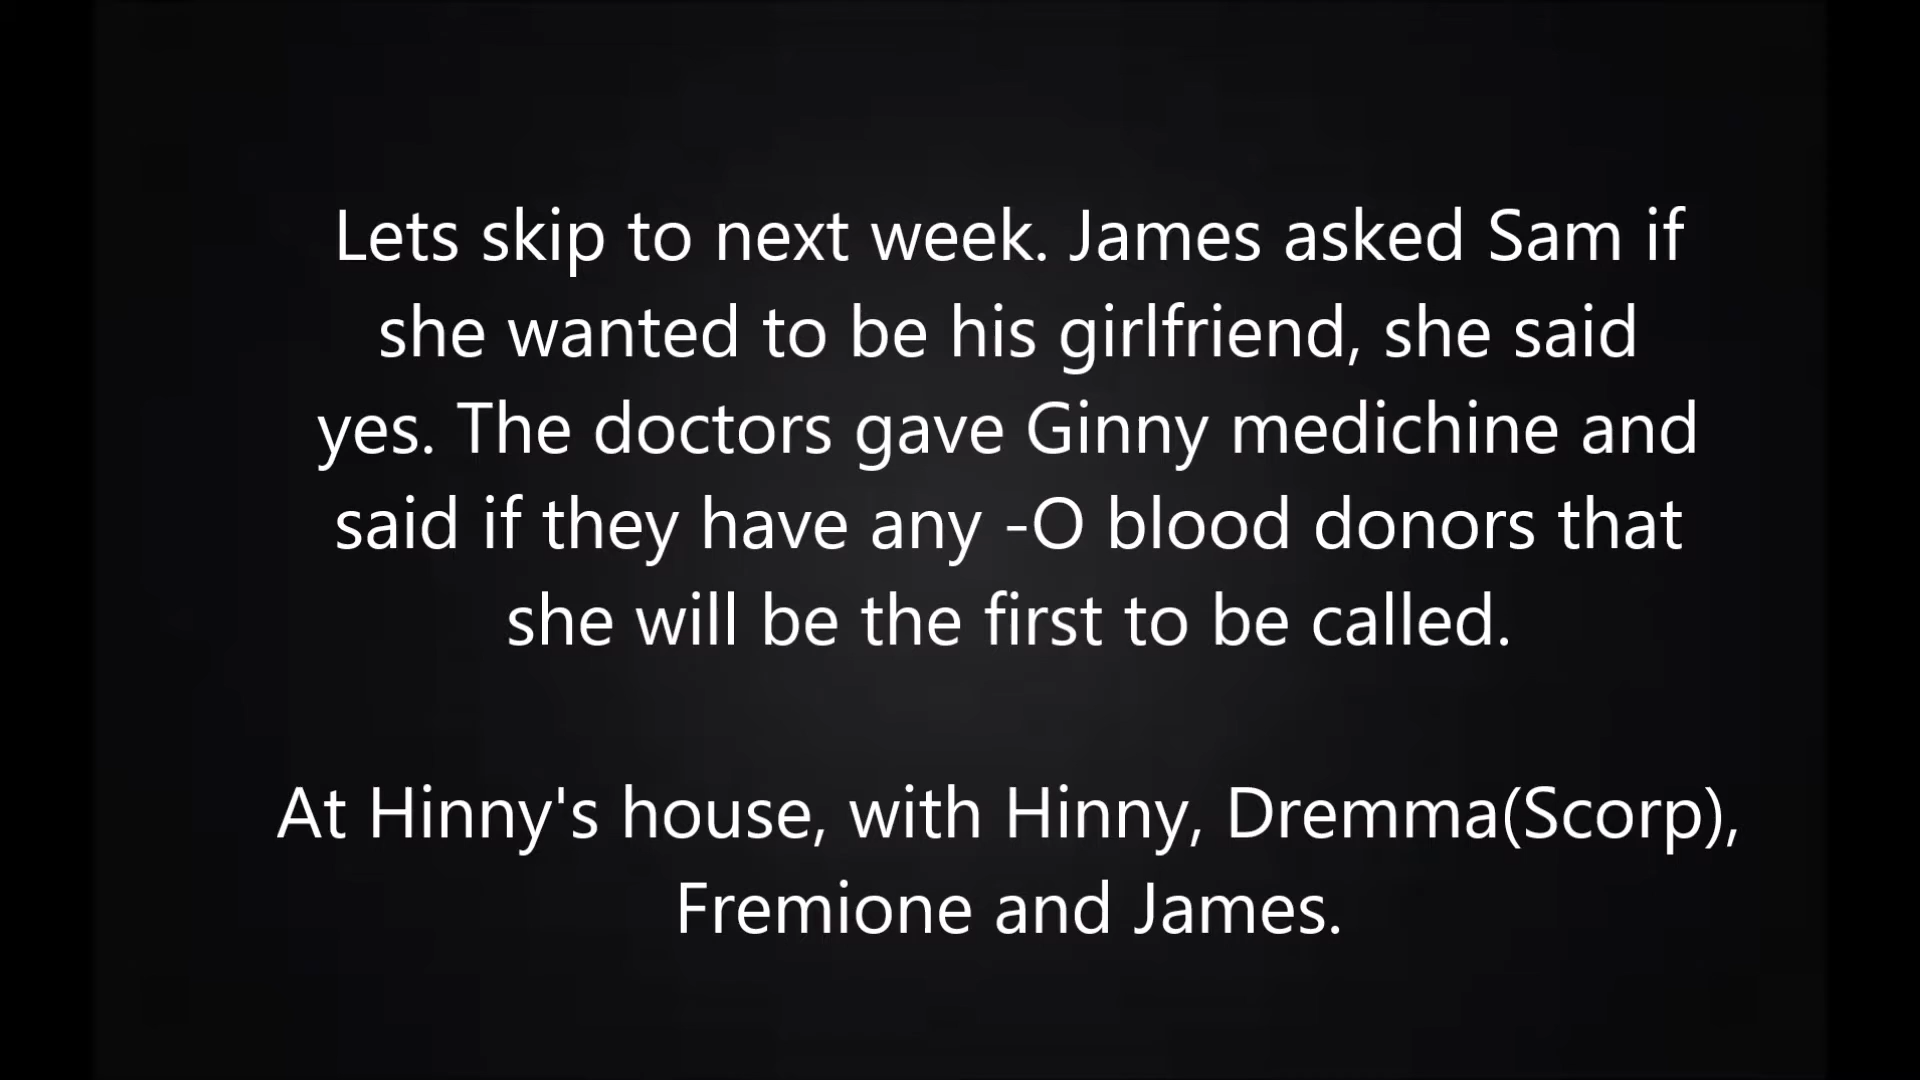 Lets skip to next week. James asked Sam if
she wanted to be his girlfriend, she said
yes. The doctors gave Ginny medichine and
said if they have any -O blood donors that
she will be the first to be called.
At Hinny's house, with Hinny, Dremma(Scorp),
Fremione and James.